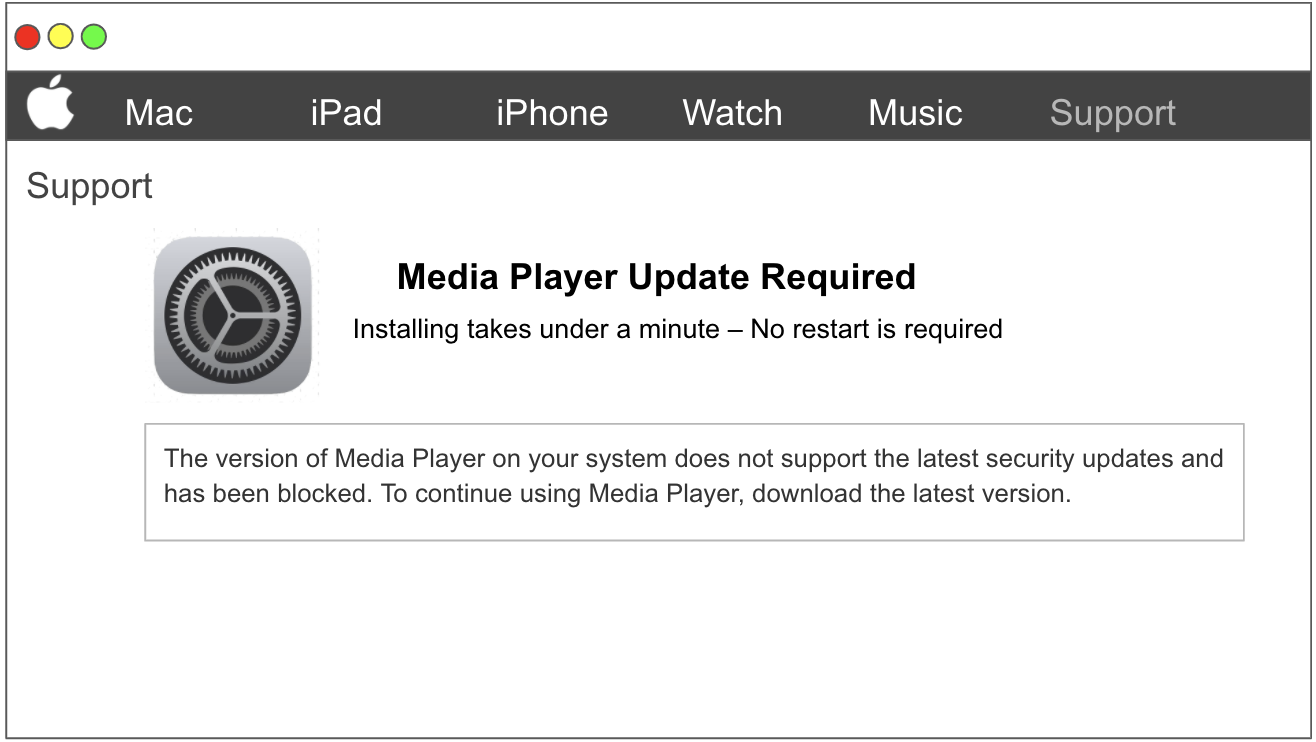 Mac iPad iPhone Watch Music Support
Support
Media Player Update Required
Installing takes under a minute – No restart is required
The version of Media Player on your system does not support the latest security updates and
has been blocked. To continue using Media Player, download the latest version.